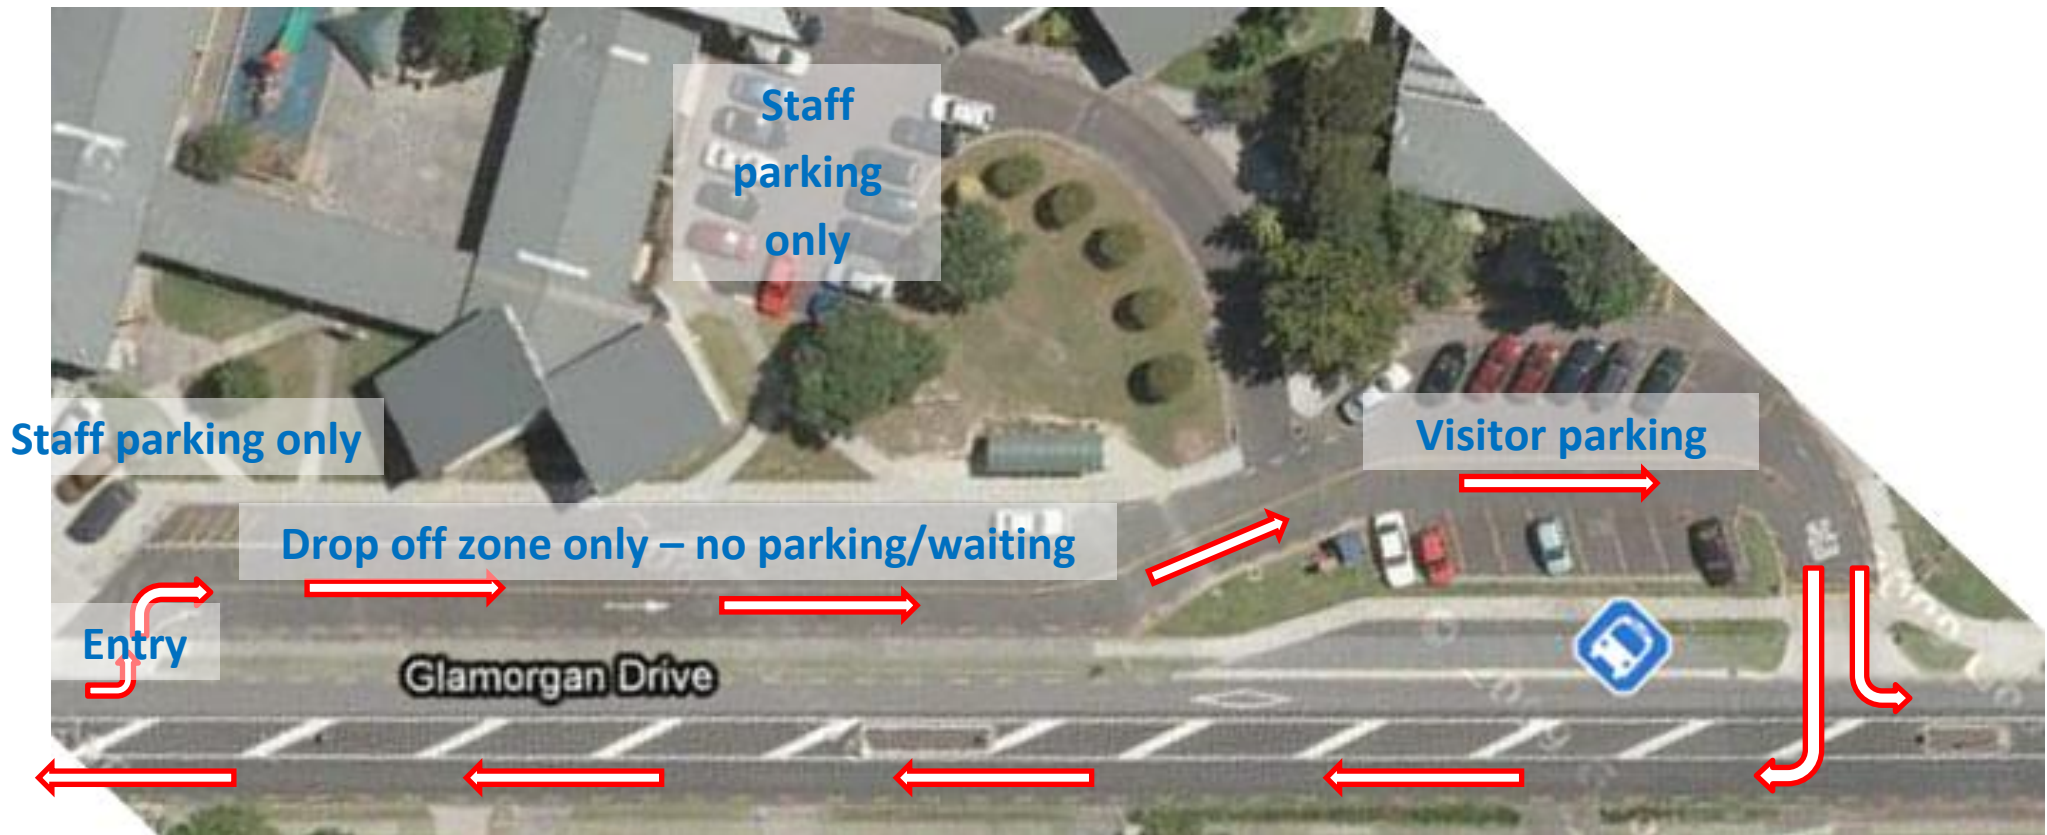 Staff
parking
only
Staff parking only
Visitor parking
Drop off zone only – no parking/waiting
Entry
Glamorgan Drive